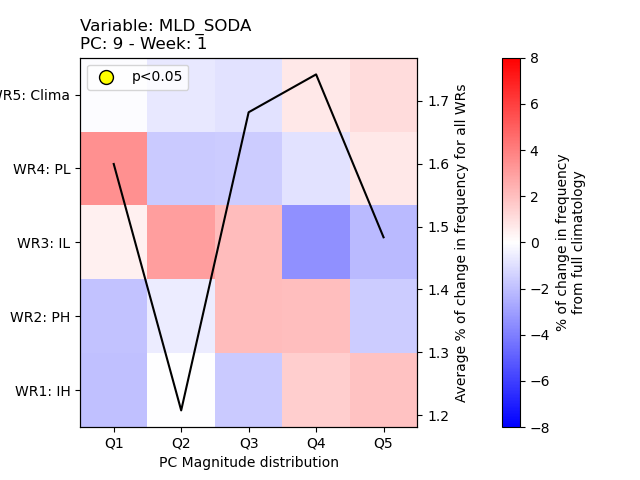 Variable: MLD_SODA
PC: 9 - Week: 1
p<0.05
WR5: Clima
WR4: PL
WR3: IL
WR2: PH
WR1: IH
Q1 Q2 Q3 Q4 Q5
PC Magnitude distribution
1.7
1.6
1.5
1.4
1.3
1.2
Average % of change in frequency for all WRs
8
6
4
2
0
−2
−4
−6
−8
% of change in frequency
from full climatology